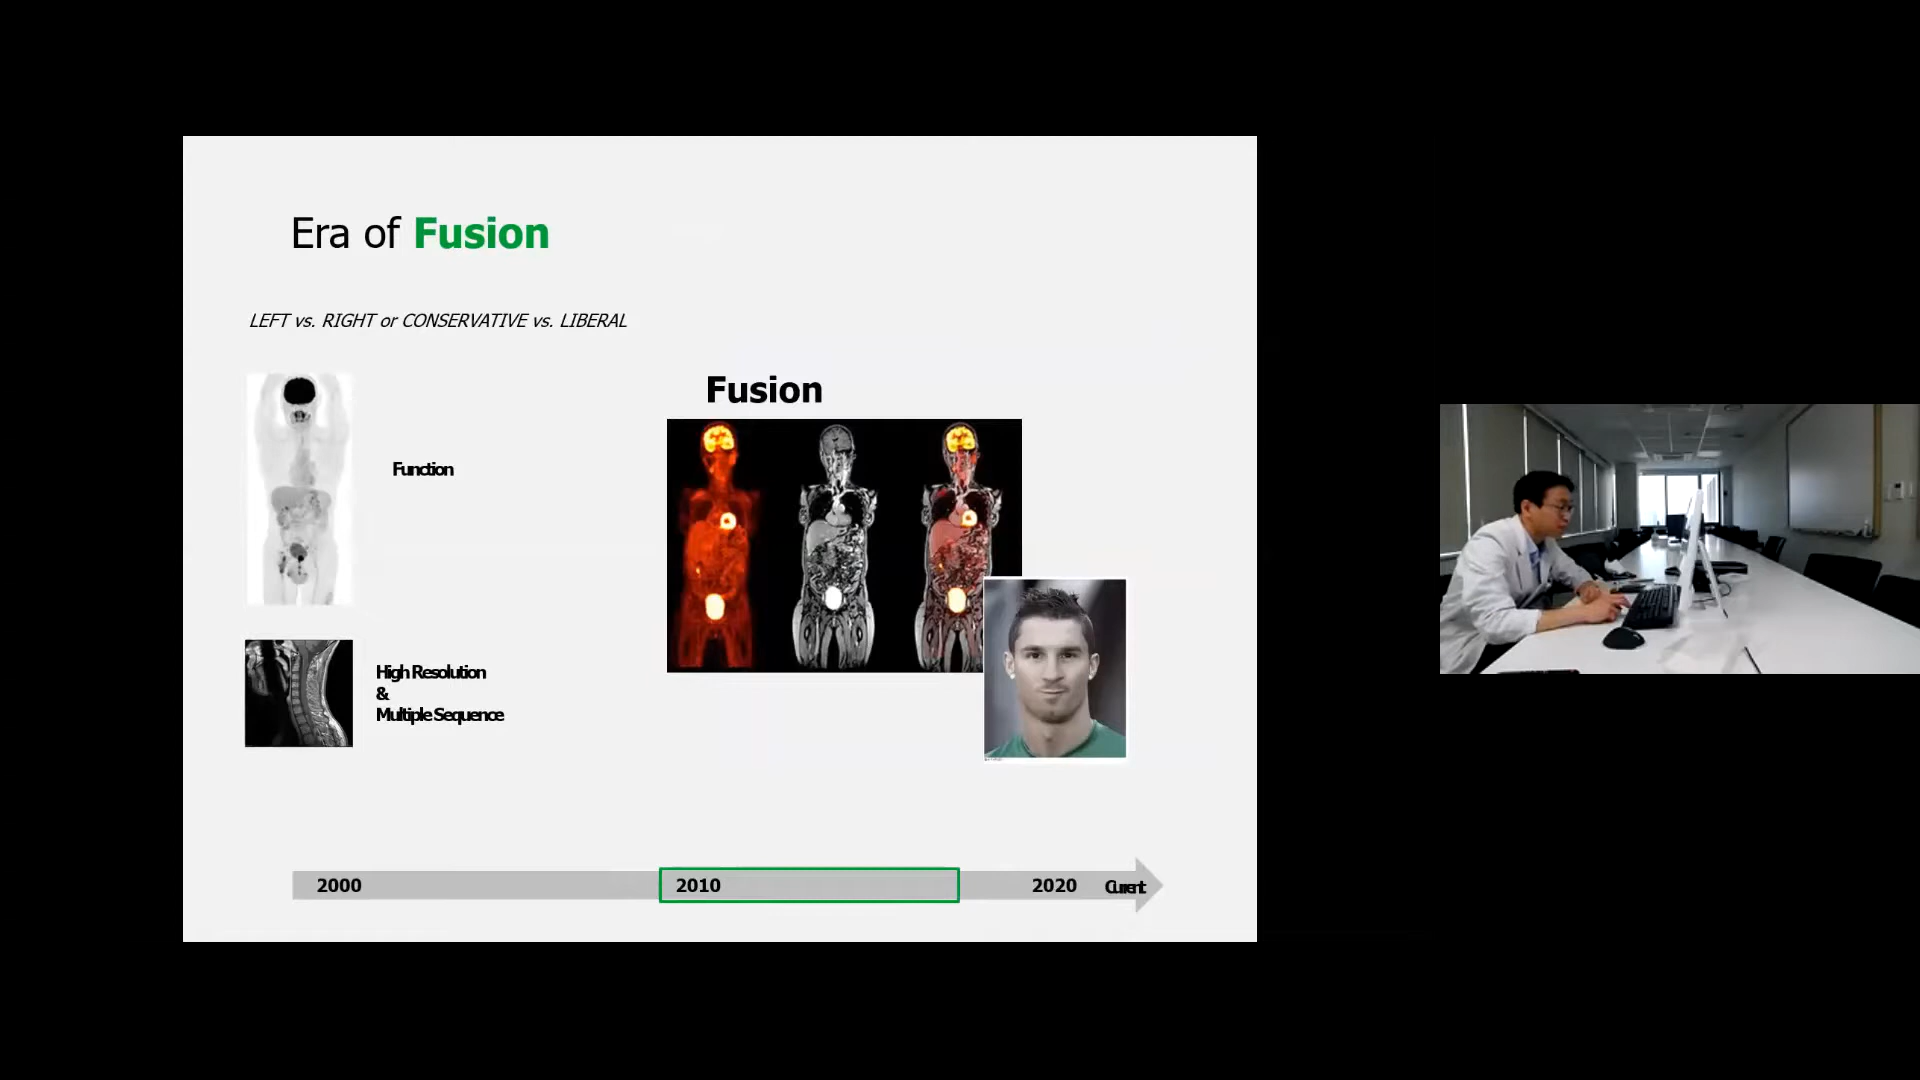 Era of Fusion
LEFT vs. RIGHT or CONSERVATIVE vs. LIBERAL
Function
Fusion
High Resolution
&
Multiple Sequence
2000
2010
2020
Current